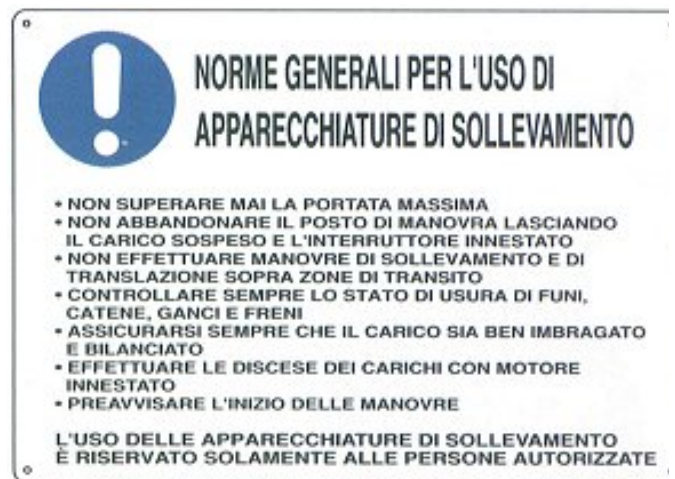 NORME GENERALI PER L'USO DI
APPARECCHIATURE DI SOLLEVAMENTO
• NON SUPERARE MAI LA PORTATA MASSIMA
• NON ABBANDONARE IL POSTO DI MANOVRA LASCIANDO
IL CARICO SOSPESO E L'INTERRUTTORE INNESTATO
• NON EFFETTUARE MANOVRE DI SOLLEVAMENTO E DI
TRANSLAZIONE SOPRA ZONE DI TRANSITO
• CONTROLLARE SEMPRE LO STATO DI USURA DI FUNI,
CATENE, GANCI E FRENI
• ASSICURARSI SEMPRE CHE IL CARICO SIA BEN IMBRAGATO
E BILANCIATO
• EFFETTUARE LE DISCESE DEI CARICHI CON MOTORE
INNESTATO
• PREAVVISARE L'INIZIO DELLE MANOVRE
L'USO DELLE APPARECCHIATURE DI SOLLEVAMENTO
È RISERVATO SOLAMENTE ALLE PERSONE AUTORIZZATE